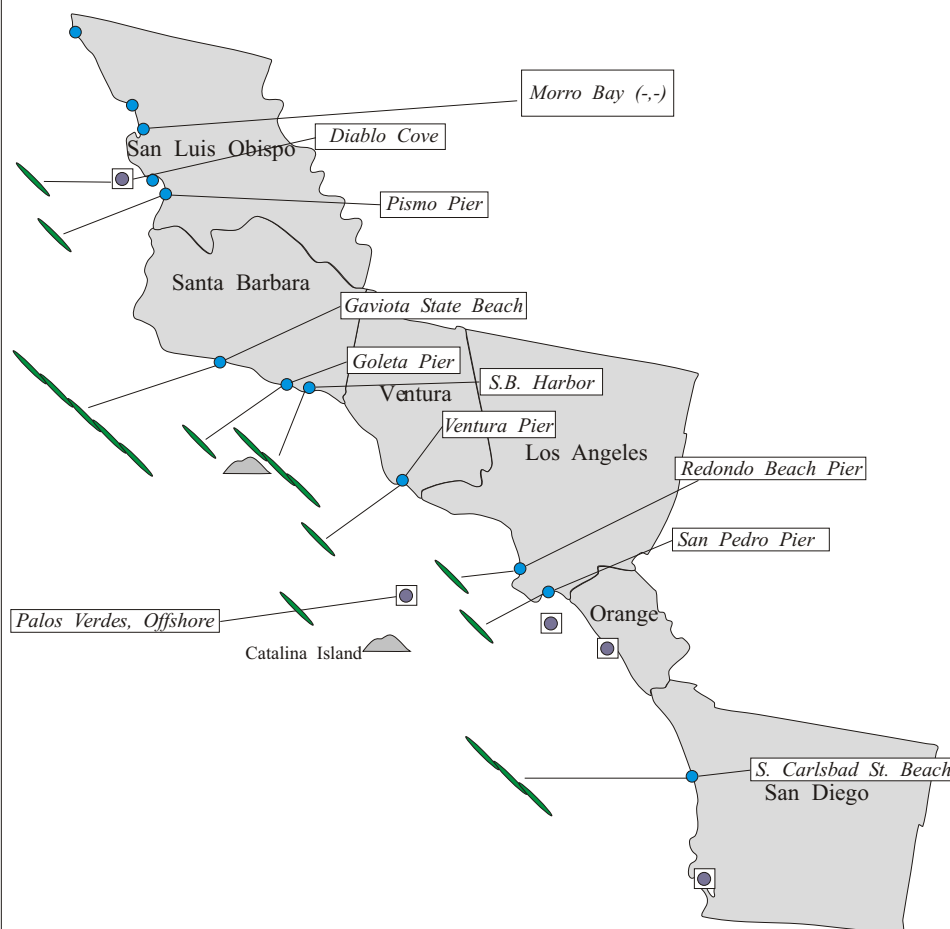 Morro Bay (-,-)
Diablo Cove
San Luis Obispo
Pismo Pier
Santa Barbara
Gaviota State Beach
Goleta Pier
S.B. Harbor
Ventura
Ventura Pier
Los Angeles
Redondo Beach Pier
San Pedro Pier
Orange
Palos Verdes, Offshore
Catalina Island
S. Carlsbad St. Beach
San Diego